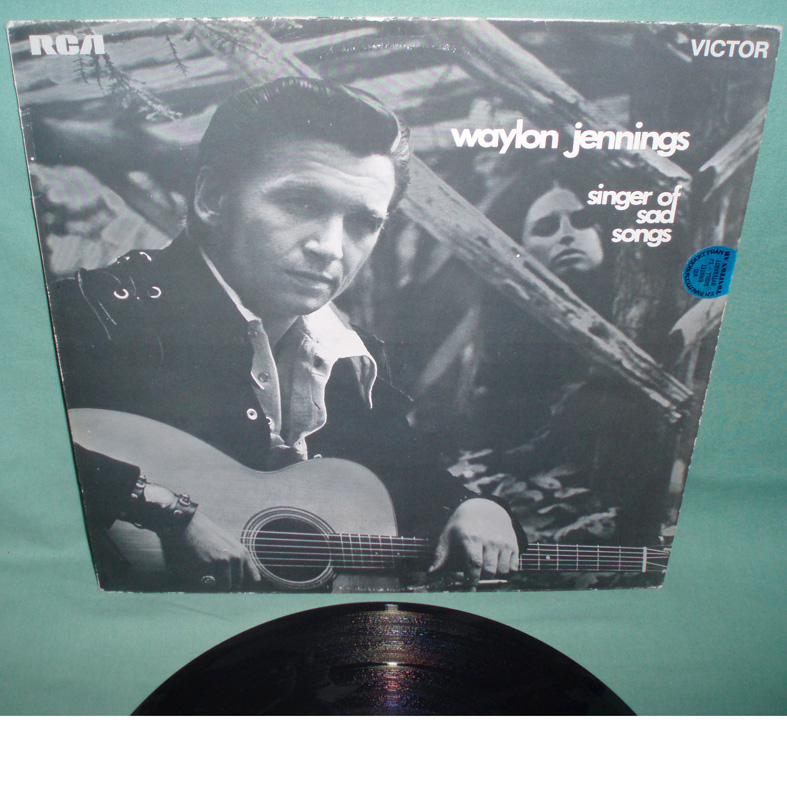 RCA
VICTOR
waylon jennings
singer of
sad
songs